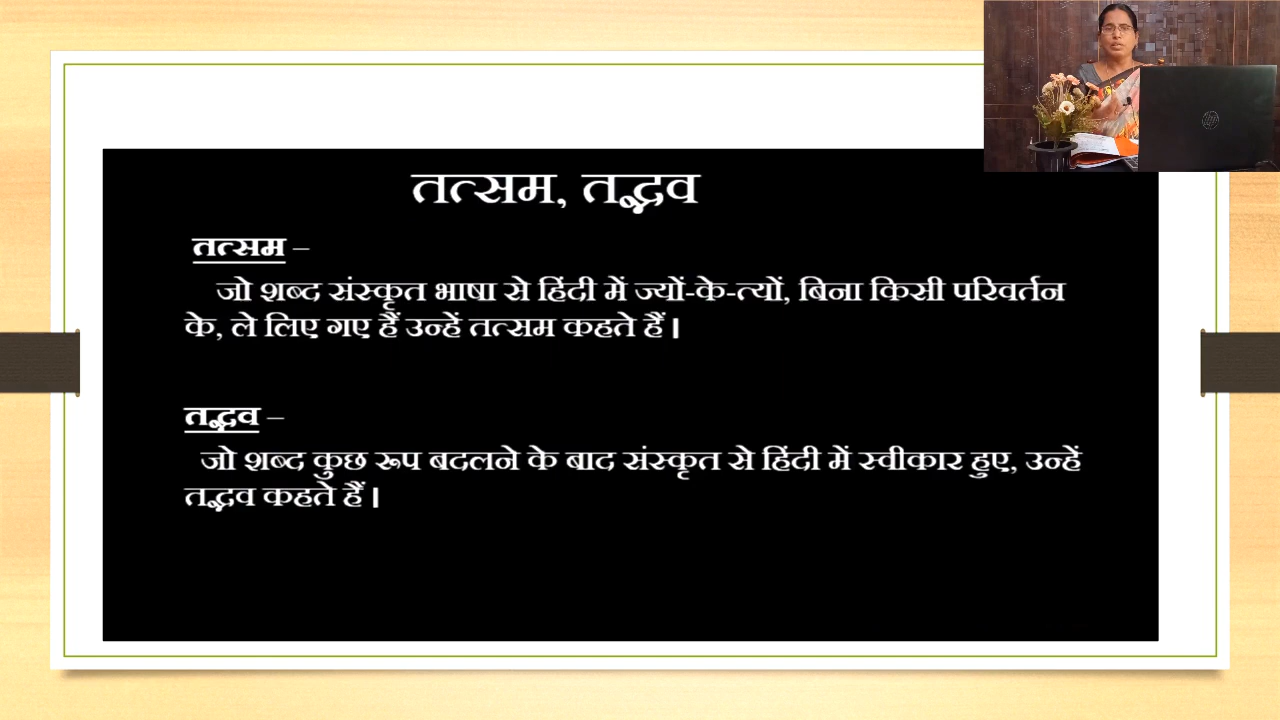 तत्सम, तद्भव
तत्सम –
जो शब्द संस्कृत भाषा से हिंदी में ज्यों-के-त्यों, बिना किसी परिवर्तन
के, ले लिए गए हैं उन्हें तत्सम कहते हैं।
तद्भव –
जो शब्द कुछ रूप बदलने के बाद संस्कृत से हिंदी में स्वीकार हुए, उन्हें
तद्भव कहते हैं।
hp